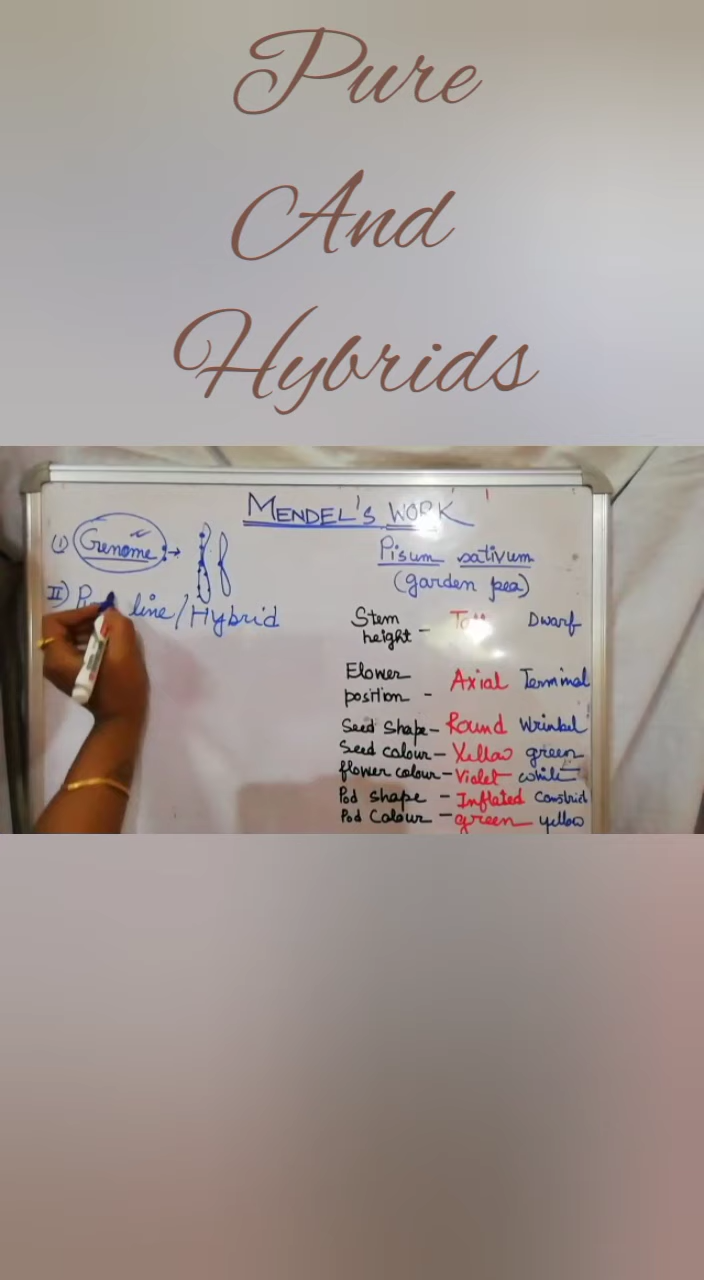 Pure
And
Hybrids
MENDEL'S WORK
(I) Genome →
II) line/Hybrid
Pisum sativum
(garden pea)
Stem height - Dwarf
Flower position - Axial Terminal
Seed Shape - Round Wrinkel
Seed colour - Yellow green
flower colour - Violet white
Pod shape - Inflated Constrict
Pod Colour - green yellow